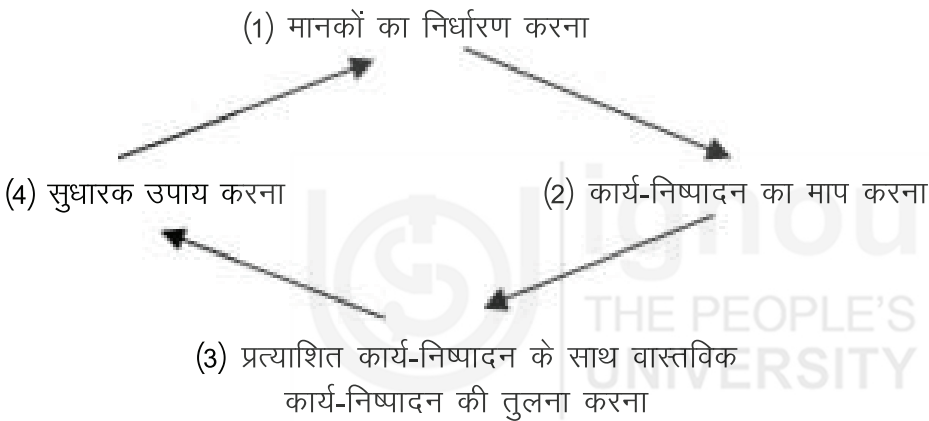 (1) मानकों का निर्धारण करना
(4) सुधारक उपाय करना
(2) कार्य-निष्पादन का माप करना
ignou
THE PEOPLE'S
UNIVERSITY
(3) प्रत्याशित कार्य-निष्पादन के साथ वास्तविक
कार्य-निष्पादन की तुलना करना